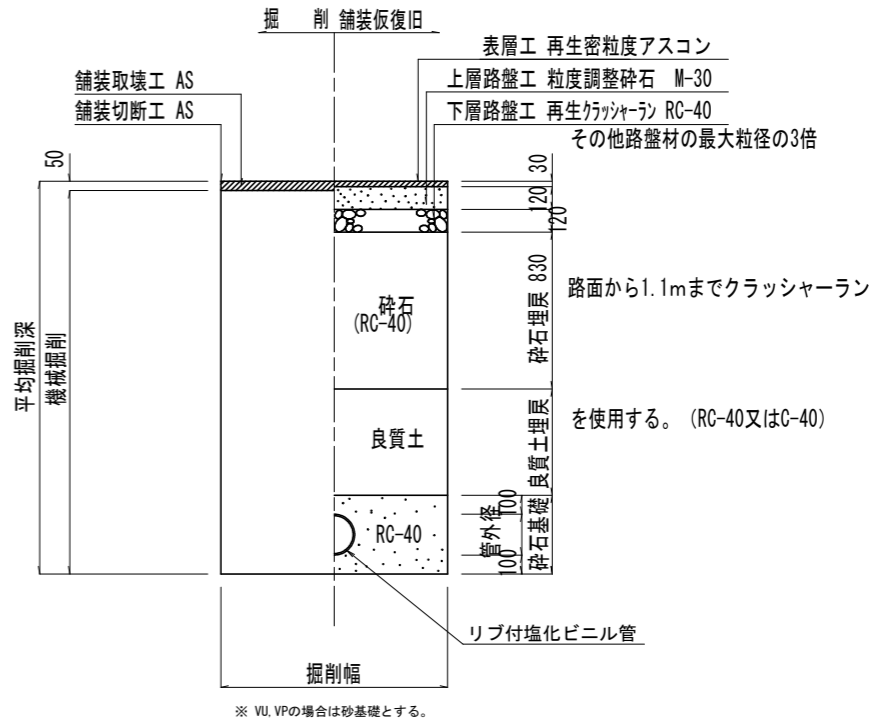 掘 削 舗装仮復旧
表層工 再生密粒度アスコン
舗装取壊工 AS
上層路盤工 粒度調整砕石 M-30
舗装切断工 AS
下層路盤工 再生クラッシャーラン RC-40
その他路盤材の最大粒径の3倍
50
30
120
120
砕石埋戻 830
路面から1.1mまでクラッシャーラン
砕石
(RC-40)
平均掘削深
機械掘削
良質土埋戻
を使用する。 (RC-40又はC-40)
良質土
100
管外径
100
砕石基礎
RC-40
リブ付塩化ビニル管
掘削幅
※ VU,VPの場合は砂基礎とする。